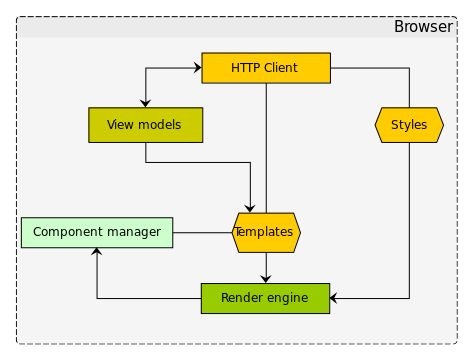 Browser
HTTP Client
View models
Styles
Component manager
Templates
Render engine